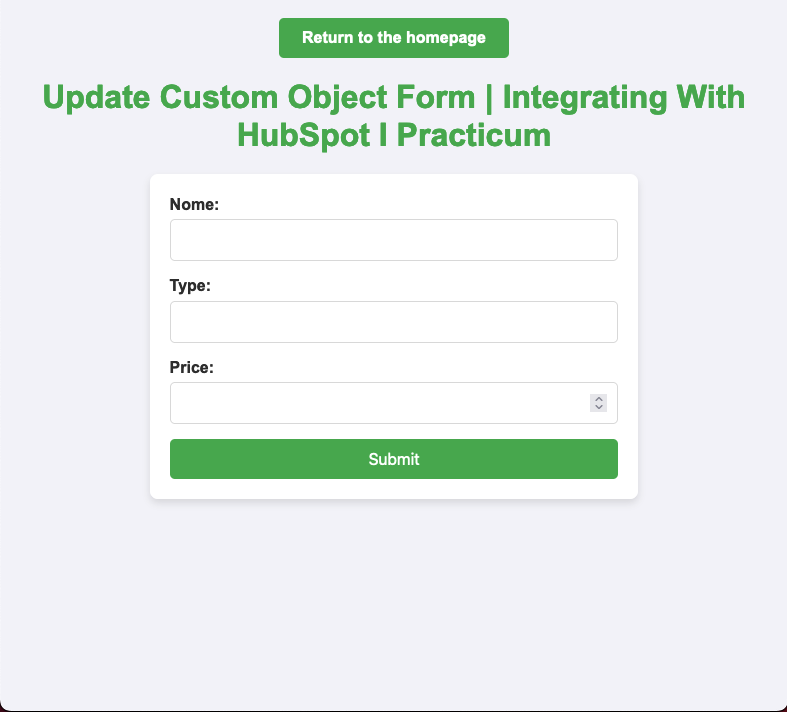 Return to the homepage
Update Custom Object Form | Integrating With
HubSpot I Practicum
Nome:
Type:
Price:
Submit